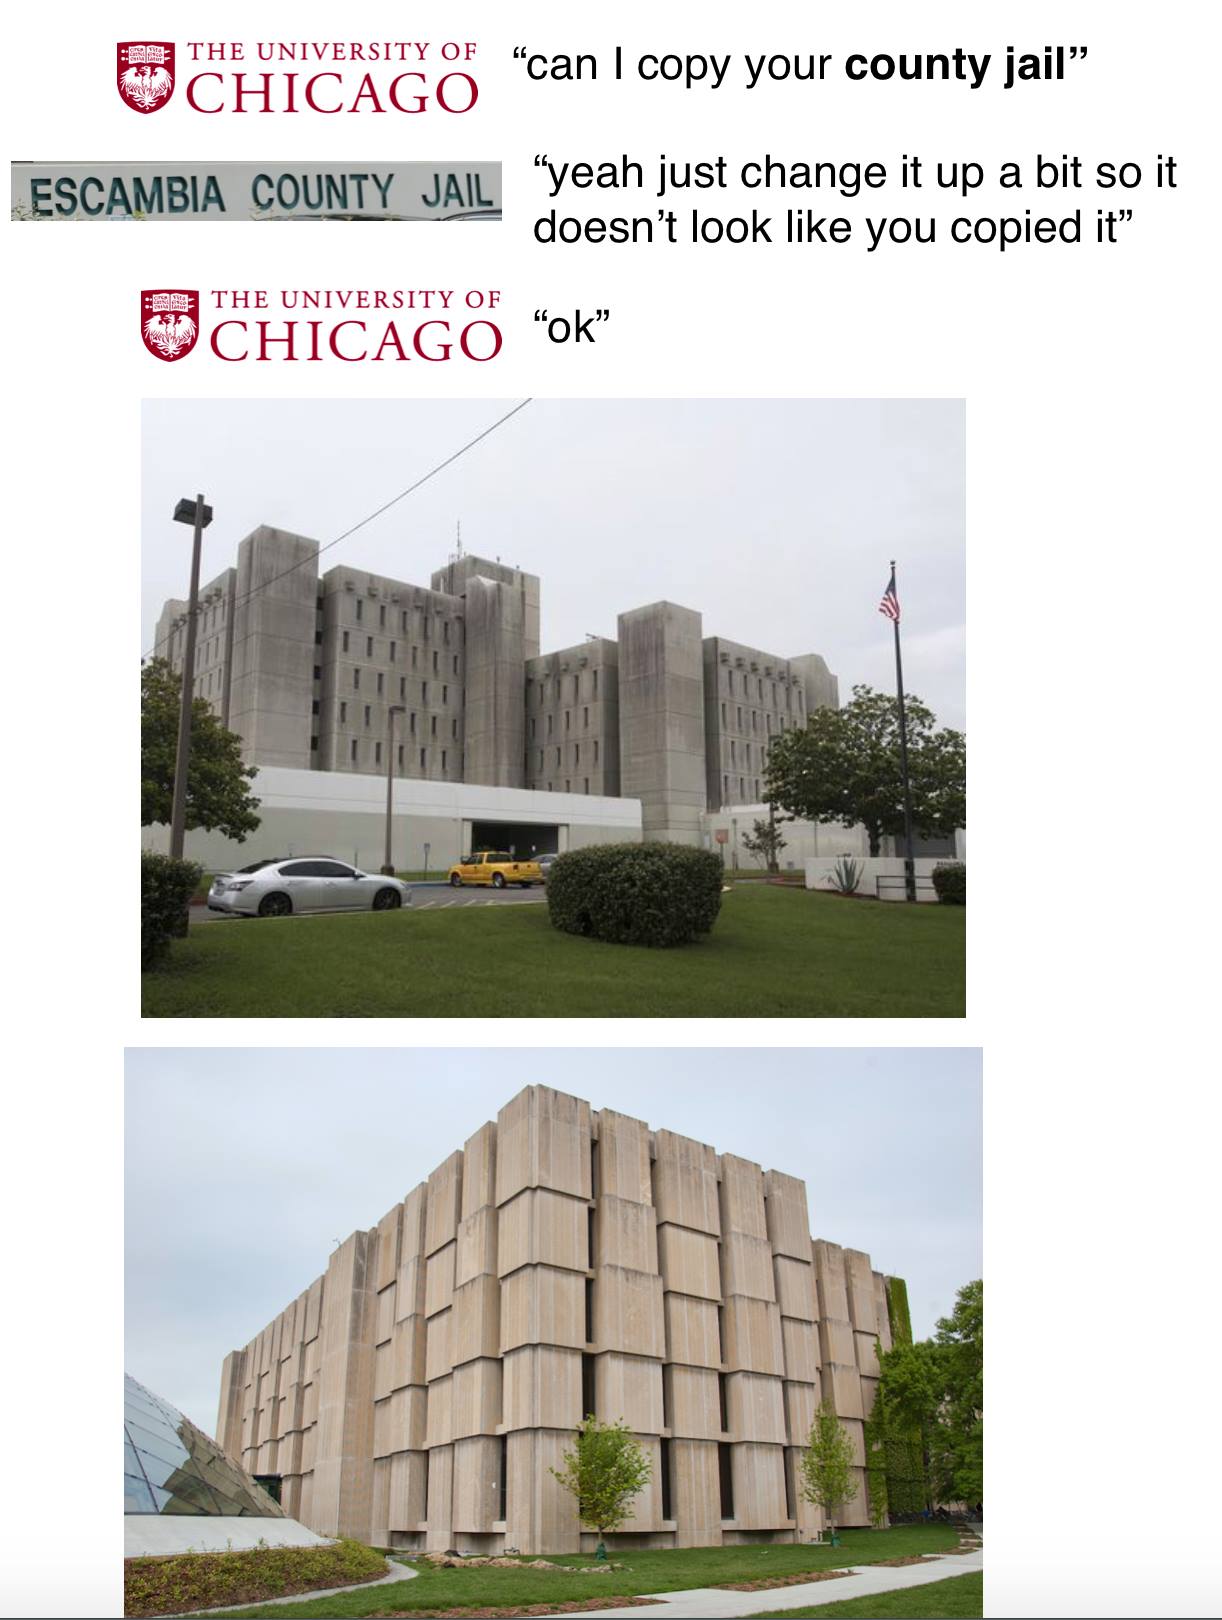 THE UNIVERSITY OF
CHICAGO
“can I copy your county jail”
ESCAMBIA COUNTY JAIL
“yeah just change it up a bit so it
doesn’t look like you copied it”
THE UNIVERSITY OF
CHICAGO
“ok”